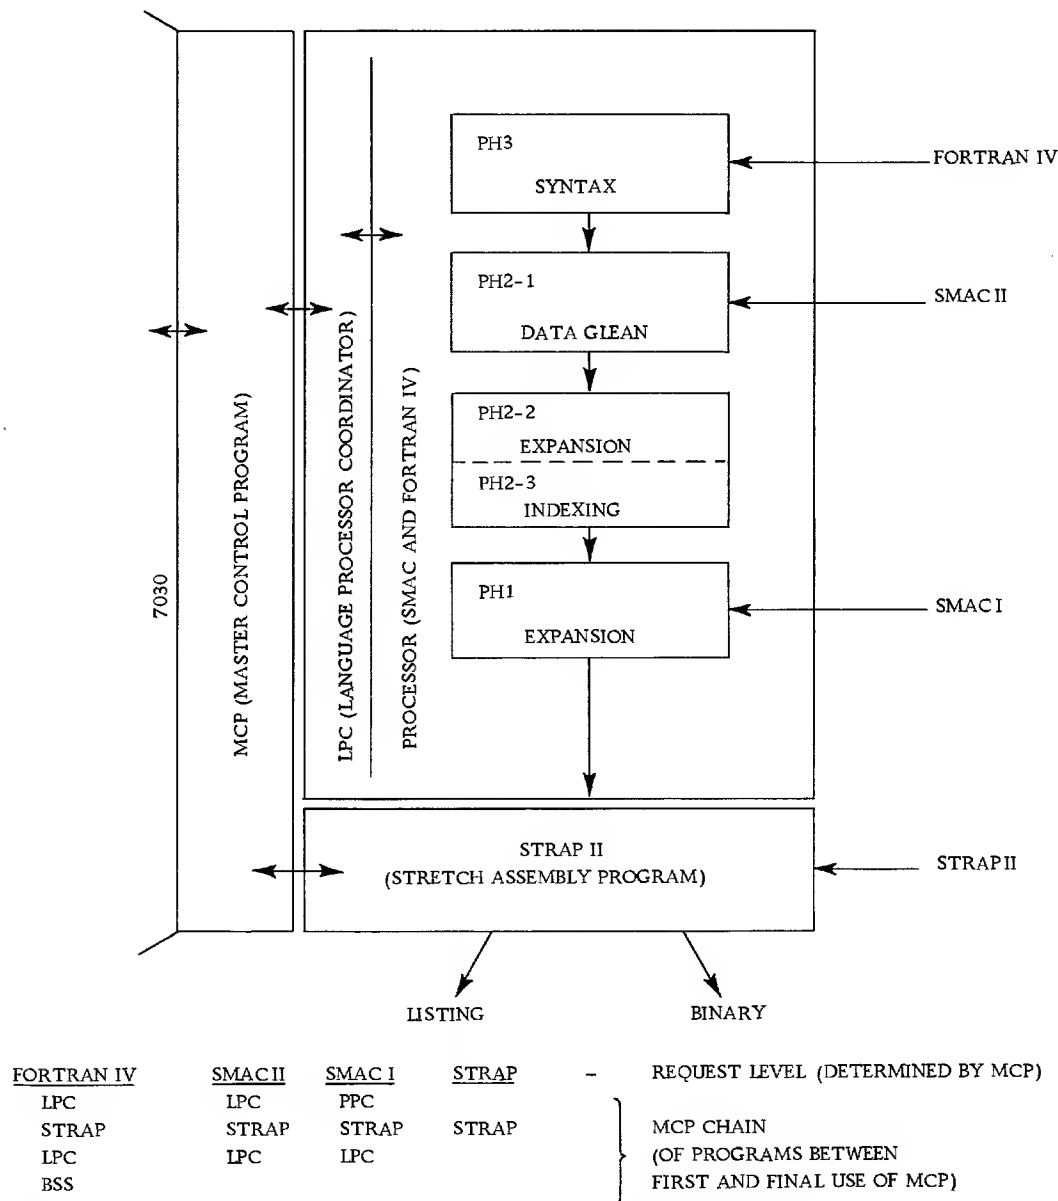 PH3
SYNTAX
FORTRAN IV
PH2-1
DATA GLEAN
SMAC II
PH2-2
EXPANSION
PH2-3
INDEXING
PH1
EXPANSION
SMAC I
7030
MCP (MASTER CONTROL PROGRAM)
LPC (LANGUAGE PROCESSOR COORDINATOR)
PROCESSOR (SMAC AND FORTRAN IV)
STRAP II
(STRETCH ASSEMBLY PROGRAM)
STRAP II
LISTING BINARY
FORTRAN IV SMAC II SMAC I STRAP - REQUEST LEVEL (DETERMINED BY MCP)
LPC LPC PPC
STRAP STRAP STRAP STRAP MCP CHAIN
LPC LPC LPC (OF PROGRAMS BETWEEN
BSS FIRST AND FINAL USE OF MCP)